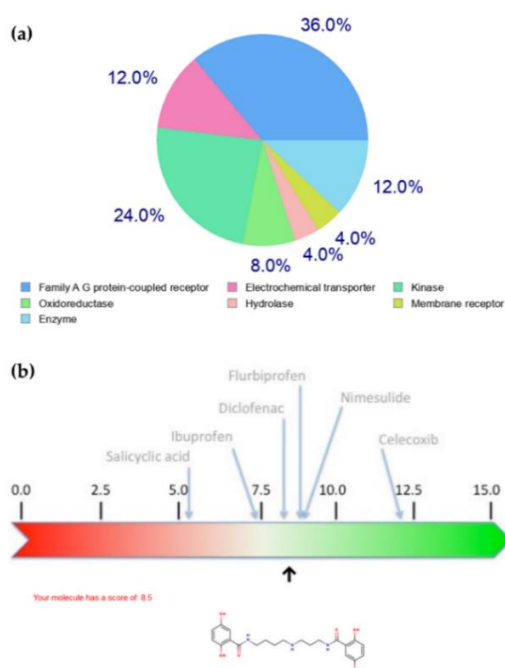 (a)
36.0%
12.0%
24.0%
12.0%
4.0%
4.0%
8.0%
Family A G protein-coupled receptor Electrochemical transporter Kinase
Oxidoreductase Hydrolase Membrane receptor
Enzyme
(b)
Flurbiprofen
Diclofenac Nimesulide
Ibuprofen Celecoxib
Salicyclic acid
0.0 2.5 5.0 7.5 10.0 12.5 15.0
Your molecule has a score of: 8.5